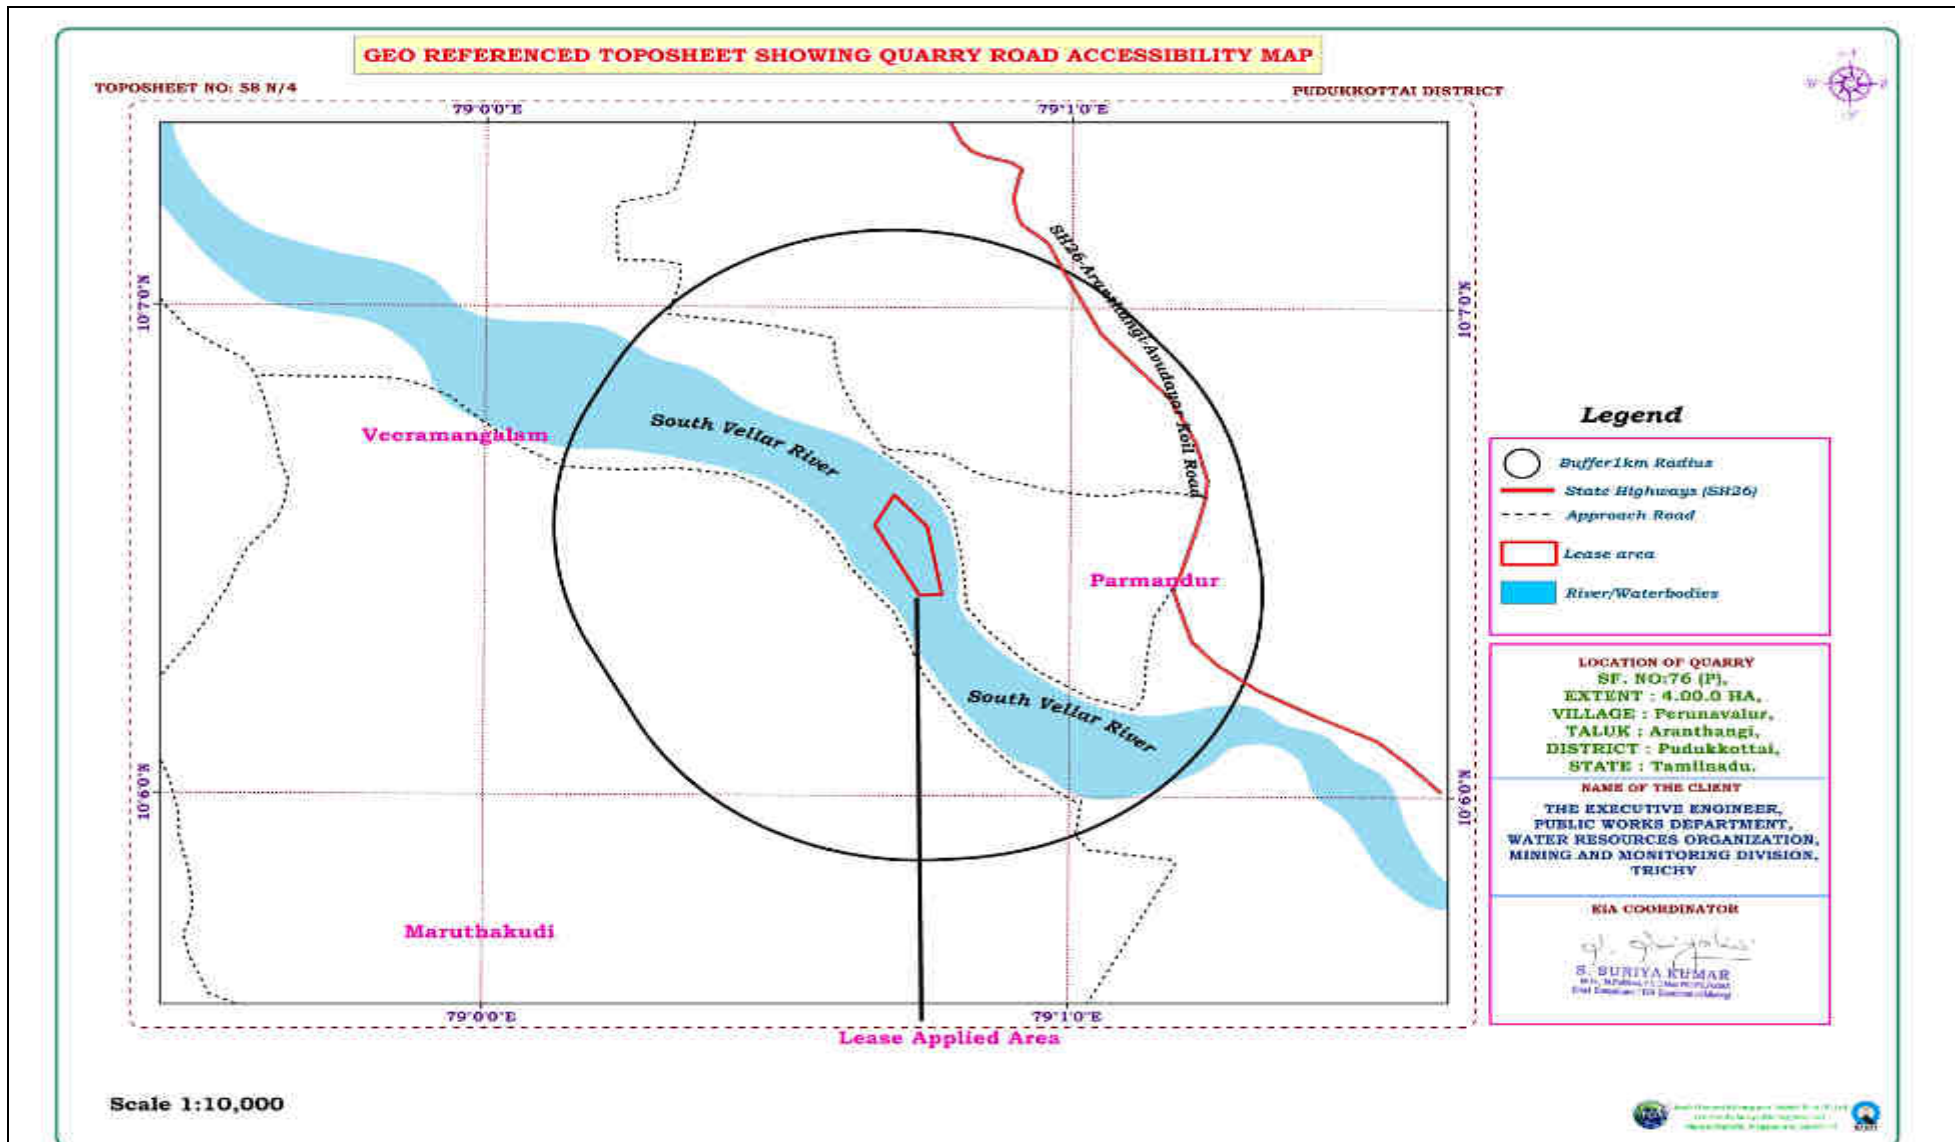 GEO REFERENCED TOPOSHEET SHOWING QUARRY ROAD ACCESSIBILITY MAP
TOPOSHEET NO: 58 N/4
PUDUKKOTTAI DISTRICT
79°0'0"E
79°1'0"E
10°7'0"N
10°7'0"N
SH26-Aranthangi-Avudayar Koil Road
Veeramangalam
South Vellar River
Parmandur
South Vellar River
10°6'0"N
10°6'0"N
Maruthakudi
79°0'0"E
79°1'0"E
Lease Applied Area
Scale 1:10,000
Legend
Buffer1km Radius
State Highways (SH26)
Approach Road
Lease area
River/Waterbodies
LOCATION OF QUARRY
SF. NO:76 (P),
EXTENT : 4.00.0 HA,
VILLAGE : Perunavalur,
TALUK : Aranthangi,
DISTRICT : Pudukkottai,
STATE : Tamilnadu.
NAME OF THE CLIENT
THE EXECUTIVE ENGINEER,
PUBLIC WORKS DEPARTMENT,
WATER RESOURCES ORGANIZATION,
MINING AND MONITORING DIVISION,
TRICHY
EIA COORDINATOR
S. SURIYA KUMAR